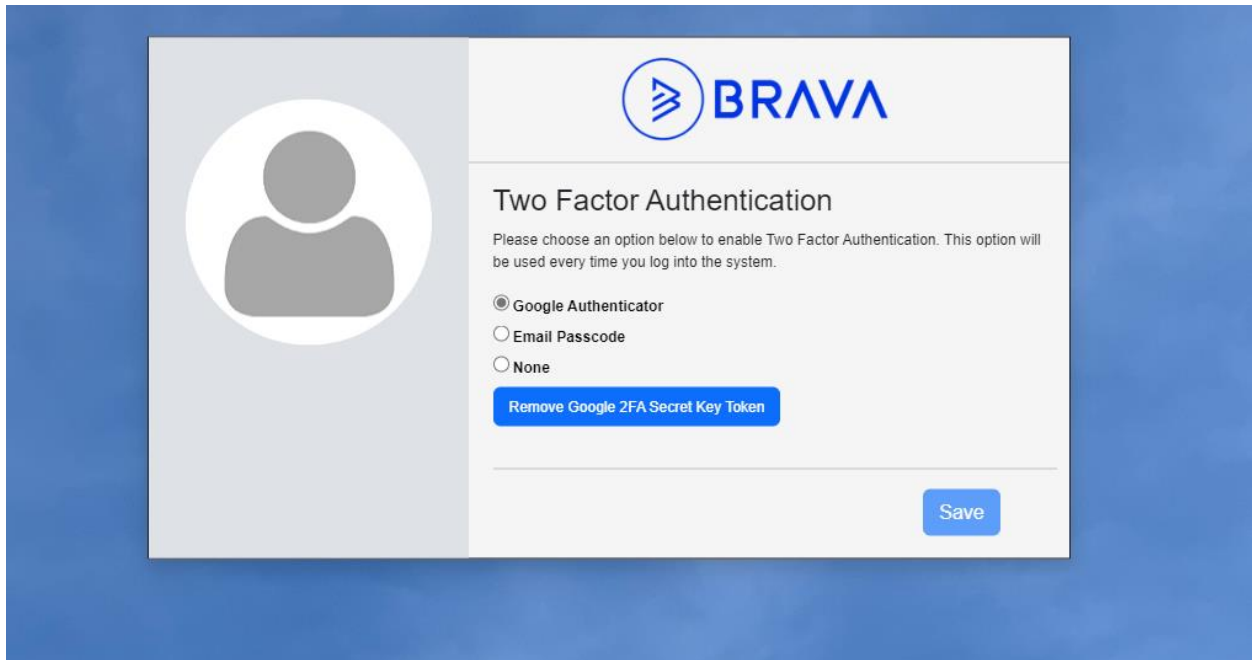 BRAVA
Two Factor Authentication
Please choose an option below to enable Two Factor Authentication. This option will
be used every time you log into the system.
Google Authenticator
Email Passcode
None
Remove Google 2FA Secret Key Token
Save